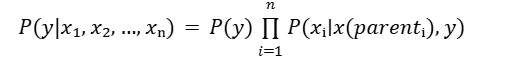 P(y|x₁, x₂, …, xₙ) = P(y) ∏ᵢ₌₁ⁿ P(xᵢ|x(parentᵢ), y)